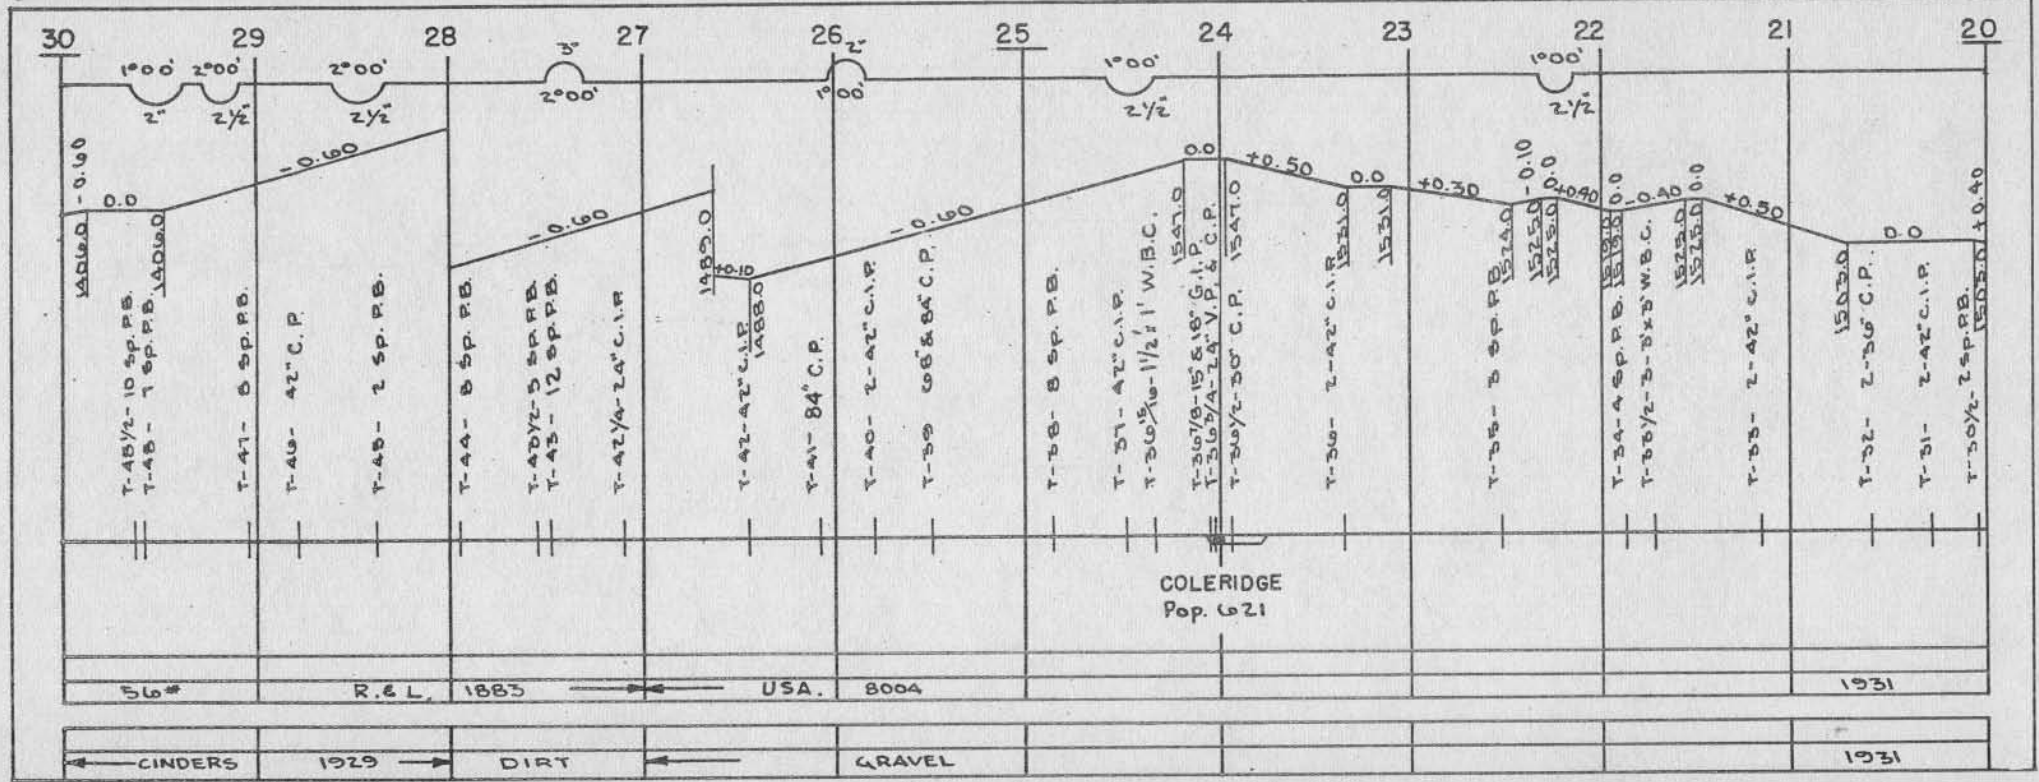 30 29 28 27 26 25 24 23 22 21 20
1°00' 2°00' 2°00' 3" 2" 1°00' 1°00'
2" 2½" 2½" 2°00' 1°00' 2½" 2½"
-0.60 0.0 -0.60 -0.60 +0.10 -0.60 0.0 +0.50 0.0 +0.30 -0.10 0.0 +0.40 0.0 -0.40 0.0 +0.50 0.0 +0.40
1406.0 1406.0 1489.0 1488.0 1547.0 1547.0 1531.0 1531.0 1524.0 1525.0 1525.0 1519.0 1519.0 1525.0 1525.0 1503.0 1503.0
T-48½-10 Sp. P.B.
T-48- 7 Sp. P.B.
T-47- 8 Sp. P.B.
T-46- 42" C.P.
T-45- 2 Sp. P.B.
T-44- 8 Sp. P.B.
T-43½-5 Sp. P.B.
T-43- 12 Sp. P.B.
T-42¼-24" C.I.P.
T-42-42" C.I.P.
T-41- 84" C.P.
T-40- 2-42" C.I.P.
T-39 68" & 84" C.P.
T-38- 8 Sp. P.B.
T-37-42" C.I.P.
T-36 15/16-1½'x1' W.B.C.
T-36⅞-15" & 18" G.I.P.
T-36¾-24" V.P. & C.P.
T-36½-30" C.P.
T-36- 2-42" C.I.P.
T-35- 3 Sp. P.B.
T-34-4 Sp. P.B.
T-33½-3-3'x3' W.B.C.
T-33- 2-42" C.I.P.
T-32- 2-36" C.P.
T-31- 2-42" C.I.P.
T-30½-2 Sp. P.B.
COLERIDGE
Pop. 621
56# R. & L. 1883 USA. 8004 1931
CINDERS 1929 DIRT GRAVEL 1931